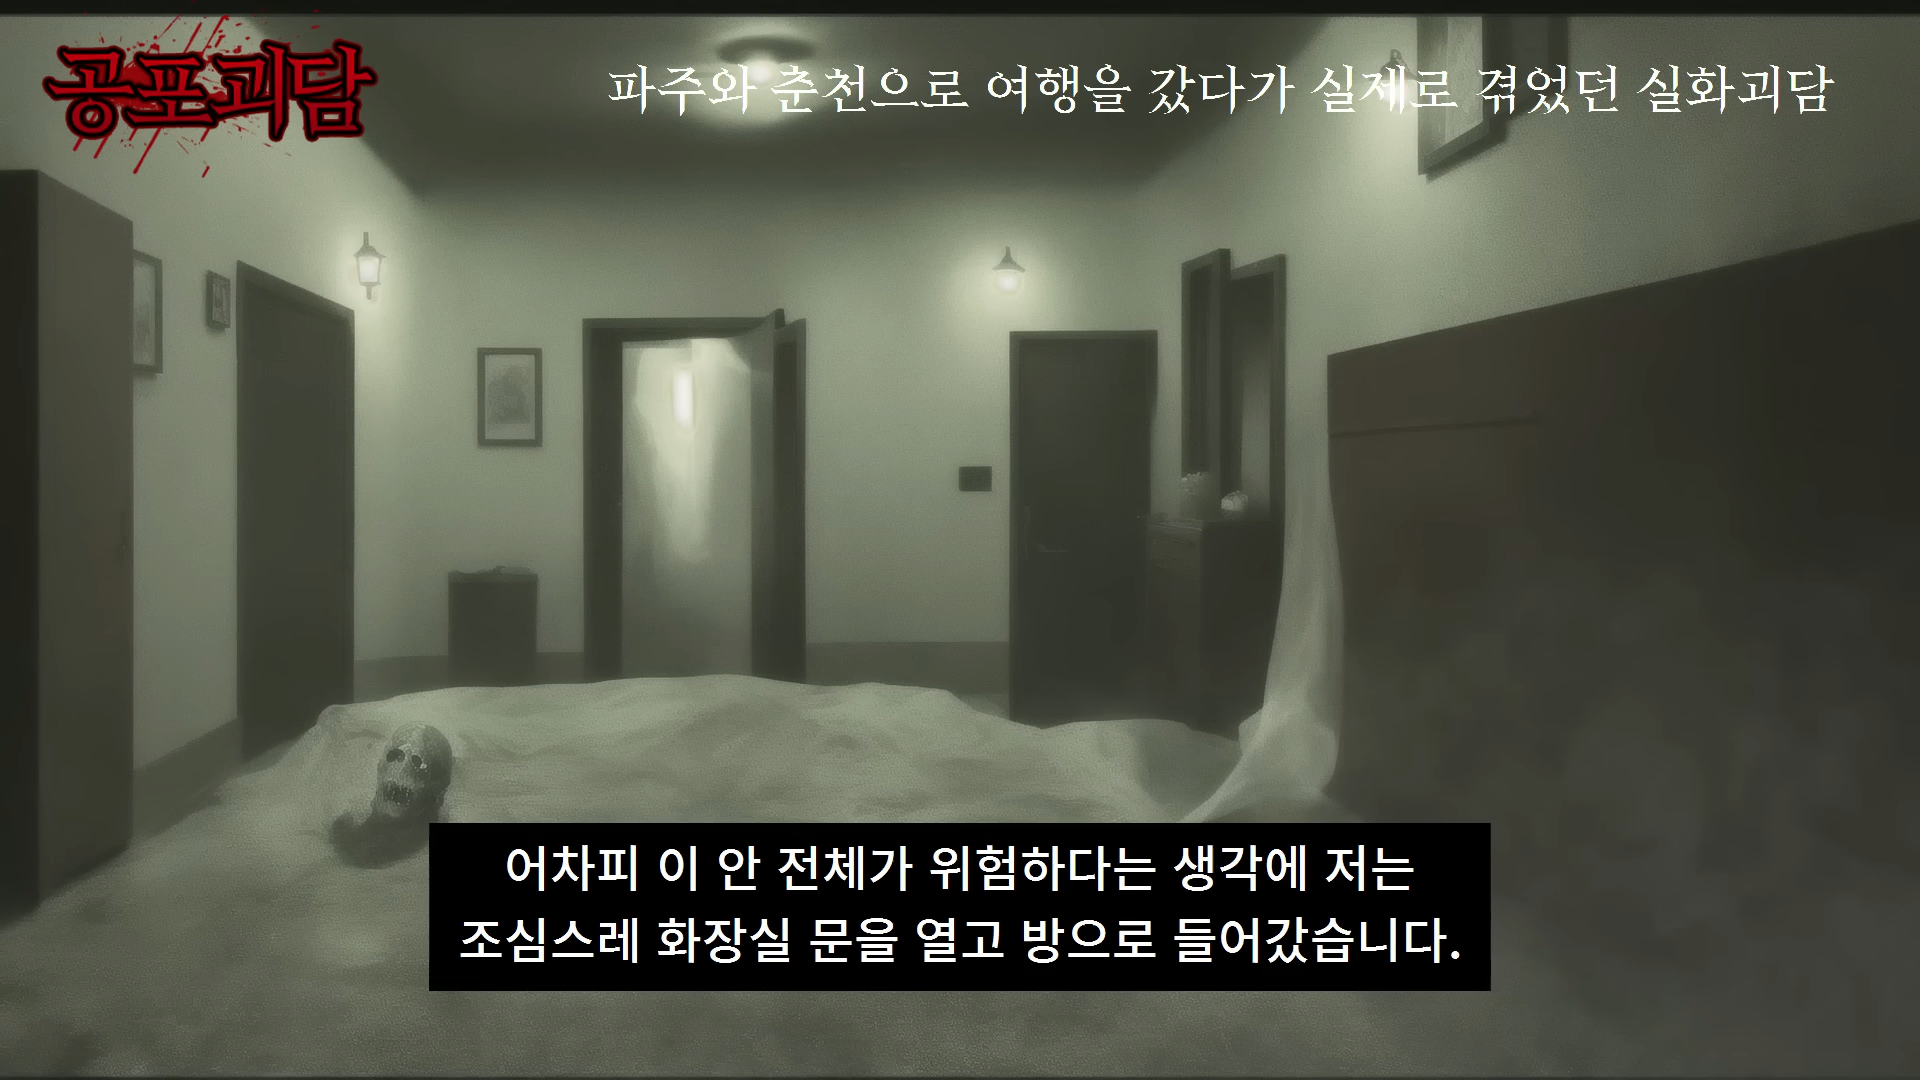 공포괴담
파주와 춘천으로 여행을 갔다가 실제로 겪었던 실화괴담
어차피 이 안 전체가 위험하다는 생각에 저는
조심스레 화장실 문을 열고 방으로 들어갔습니다.